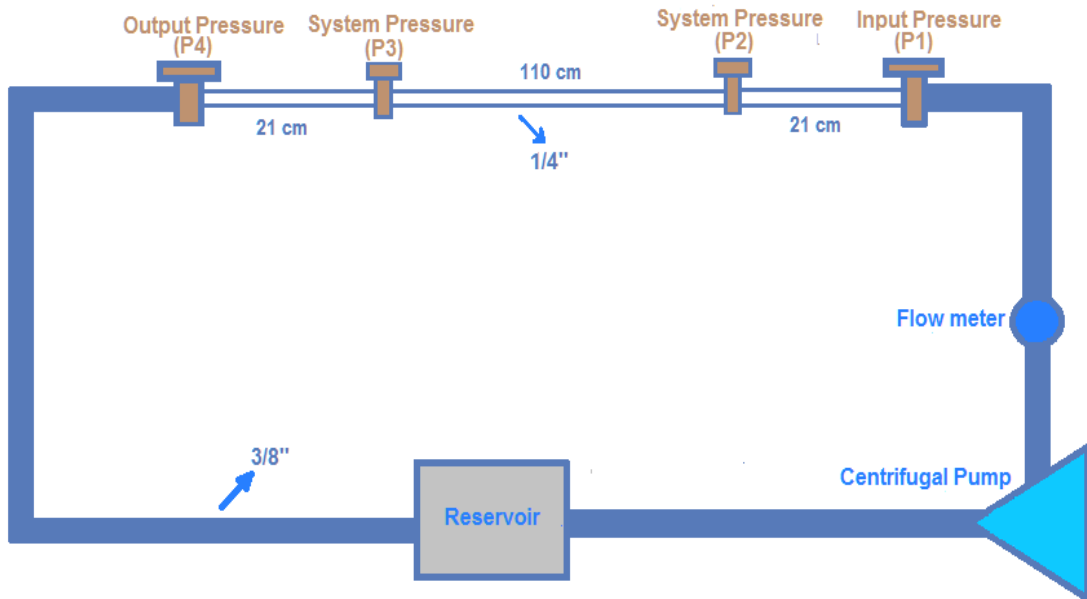 Output Pressure
(P4)
System Pressure
(P3)
System Pressure
(P2)
Input Pressure
(P1)
110 cm
21 cm
21 cm
1/4"
Flow meter
3/8"
Centrifugal Pump
Reservoir